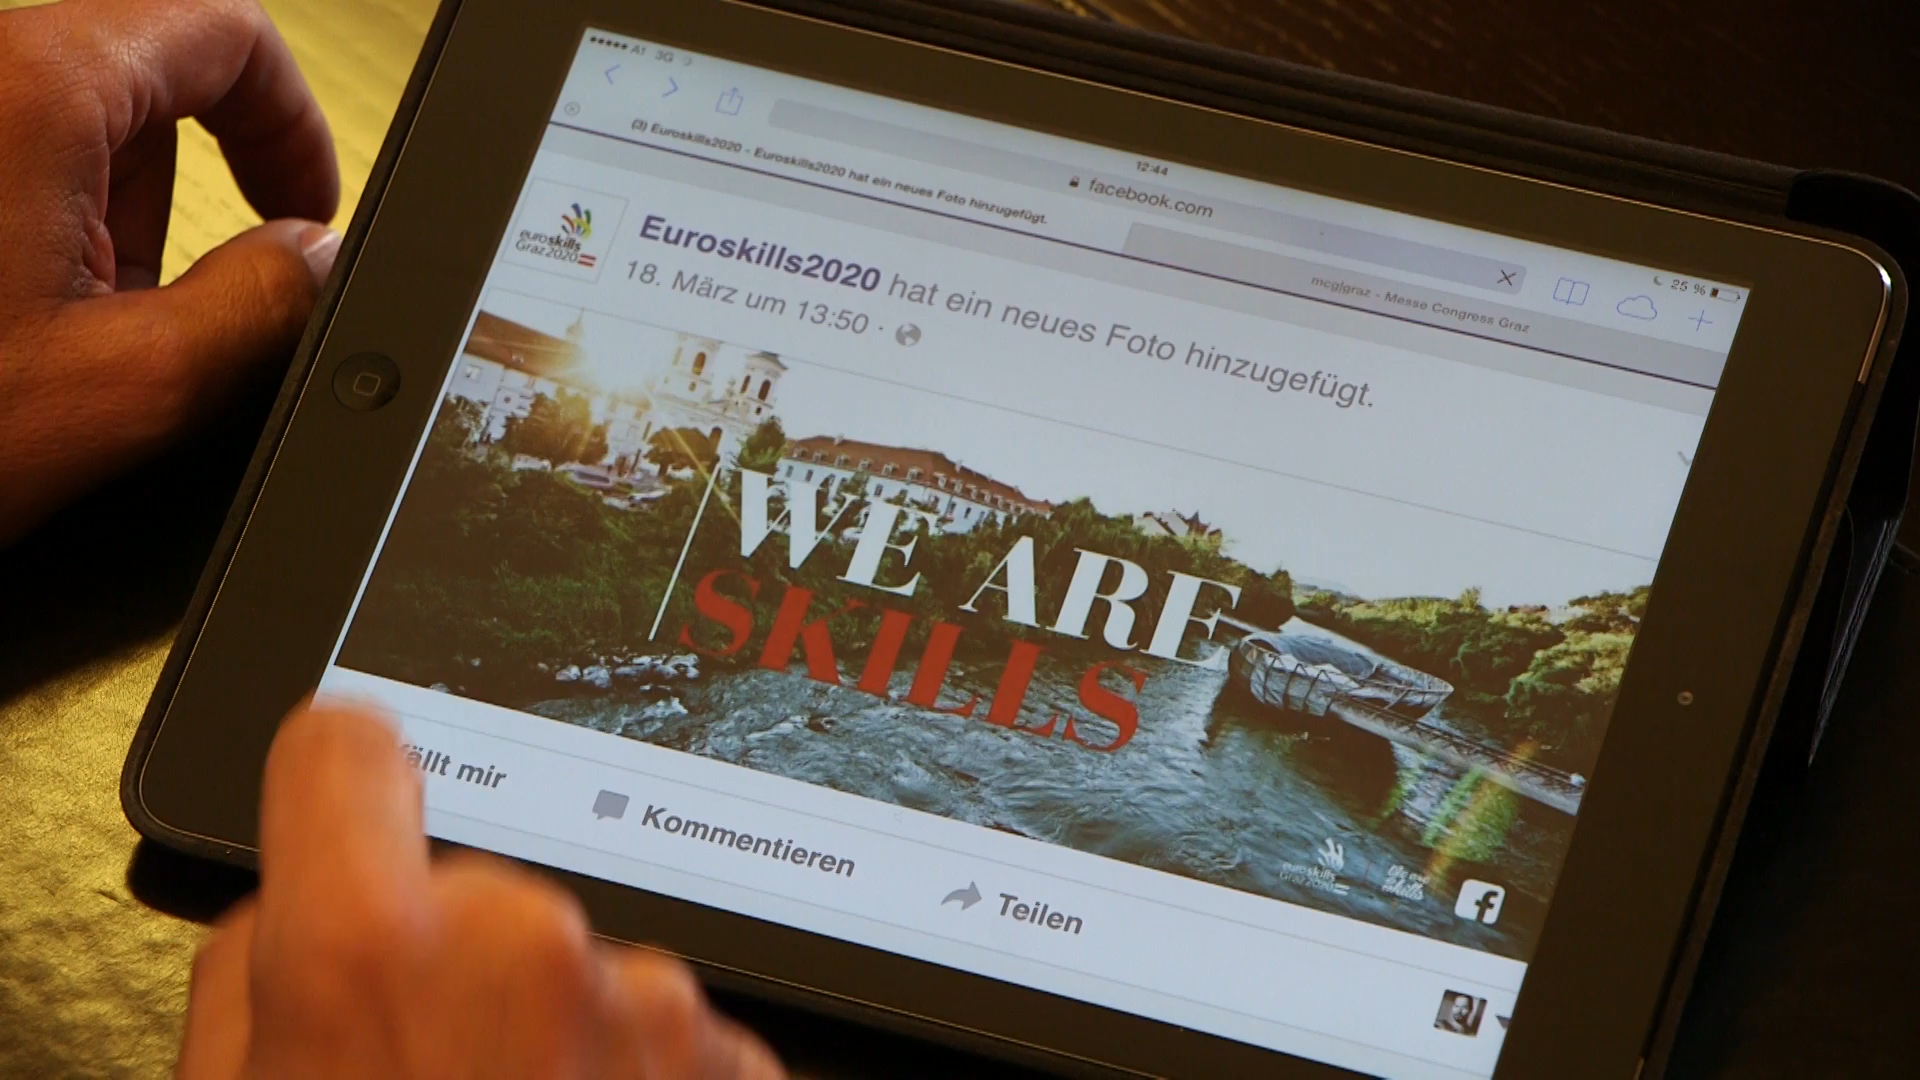 A1 3G
12:44
25 %
facebook.com
(3) Euroskills2020 - Euroskills2020 hat ein neues Foto hinzugefügt.
mcg|graz - Messe Congress Graz
euroskills
Graz2020
Euroskills2020 hat ein neues Foto hinzugefügt.
18. März um 13:50 ·
WE ARE
SKILLS
euroskills
Graz2020
f
ällt mir
Kommentieren
Teilen